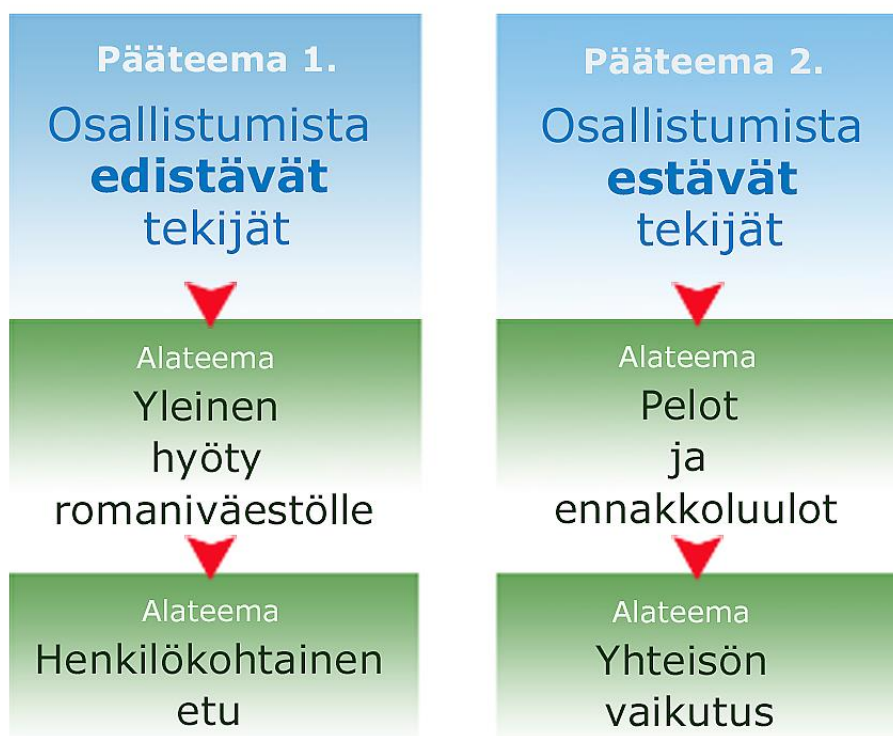 Pääteema 1.
Osallistumista
edistävät
tekijät
Alateema
Yleinen
hyöty
romaniväestölle
Alateema
Henkilökohtainen
etu
Pääteema 2.
Osallistumista
estävät
tekijät
Alateema
Pelot
ja
ennakkoluulot
Alateema
Yhteisön
vaikutus